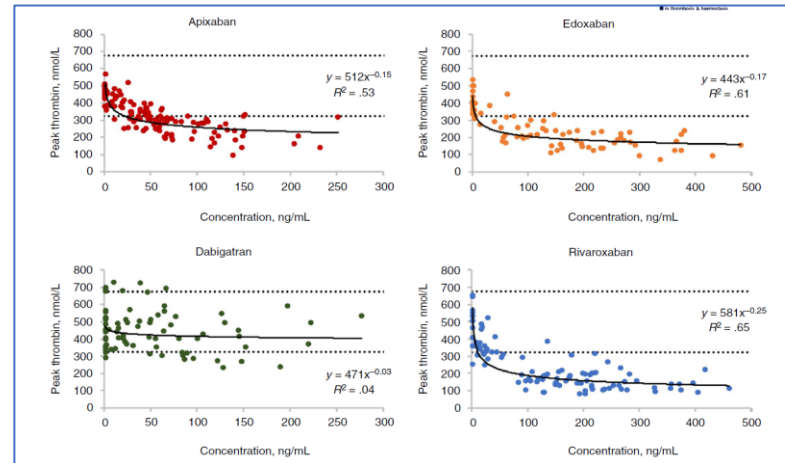 in thrombosis & haemostasis
Apixaban
Peak thrombin, nmol/L
800
700
600
500
400
300
200
100
0
y = 512x–0.15
R2 = .53
0 50 100 150 200 250 300
Concentration, ng/mL
Edoxaban
Peak thrombin, nmol/L
800
700
600
500
400
300
200
100
0
y = 443x–0.17
R2 = .61
0 100 200 300 400 500
Concentration, ng/mL
Dabigatran
Peak thrombin, nmol/L
800
700
600
500
400
300
200
100
0
y = 471x–0.03
R2 = .04
0 50 100 150 200 250 300
Concentration, ng/mL
Rivaroxaban
Peak thrombin, nmol/L
800
700
600
500
400
300
200
100
0
y = 581x–0.25
R2 = .65
0 100 200 300 400 500
Concentration, ng/mL